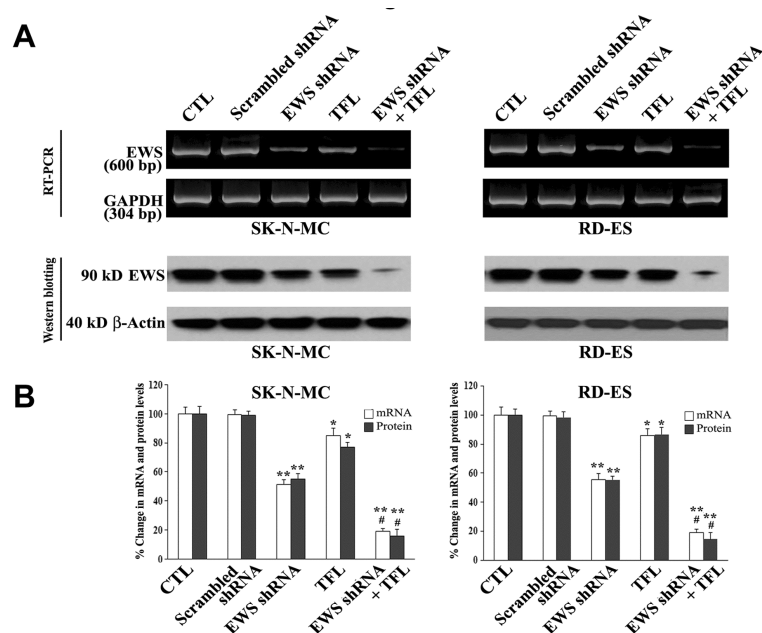 A
CTL
Scrambled shRNA
EWS shRNA
TFL
EWS shRNA
+ TFL
CTL
Scrambled shRNA
EWS shRNA
TFL
EWS shRNA
+ TFL
RT-PCR
EWS
(600 bp)
GAPDH
(304 bp)
SK-N-MC
RD-ES
Western blotting
90 kD EWS
40 kD β-Actin
SK-N-MC
RD-ES
B
SK-N-MC
% Change in mRNA and protein levels
120
100
80
60
40
20
0
mRNA
Protein
** **
* *
** **
# #
CTL
Scrambled
shRNA
EWS shRNA
TFL
EWS shRNA
+ TFL
RD-ES
% Change in mRNA and protein levels
120
100
80
60
40
20
0
mRNA
Protein
** **
* *
** **
# #
CTL
Scrambled
shRNA
EWS shRNA
TFL
EWS shRNA
+ TFL